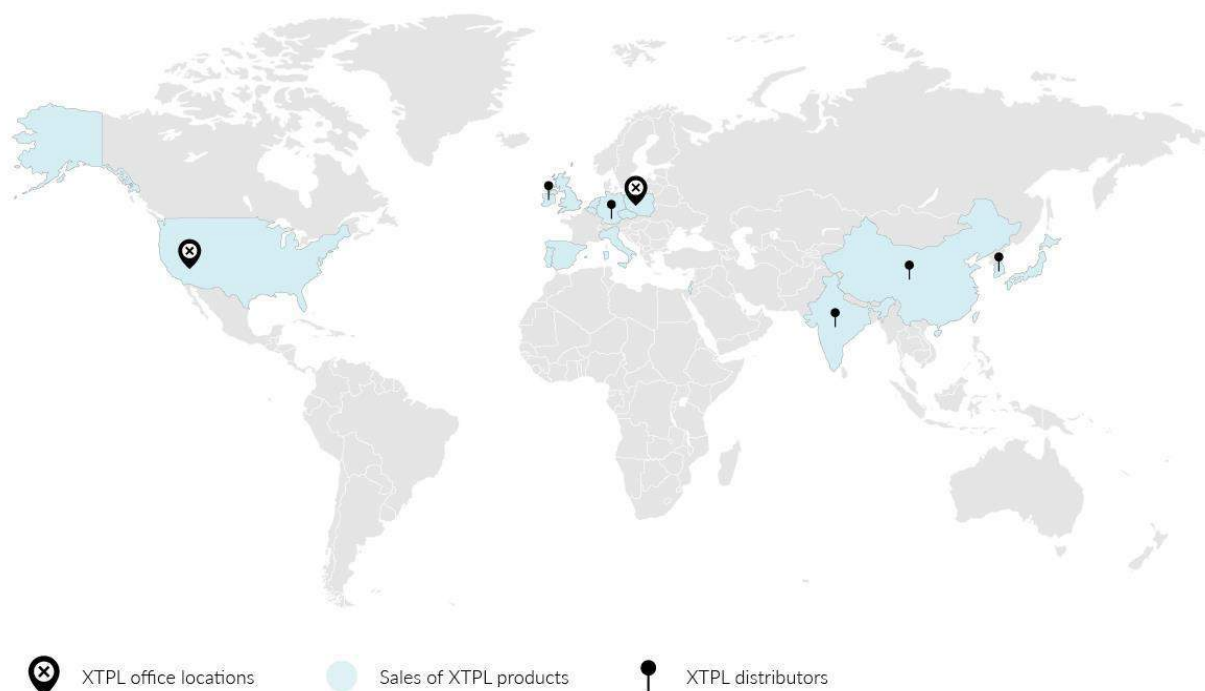 XTPL office locations
Sales of XTPL products
XTPL distributors